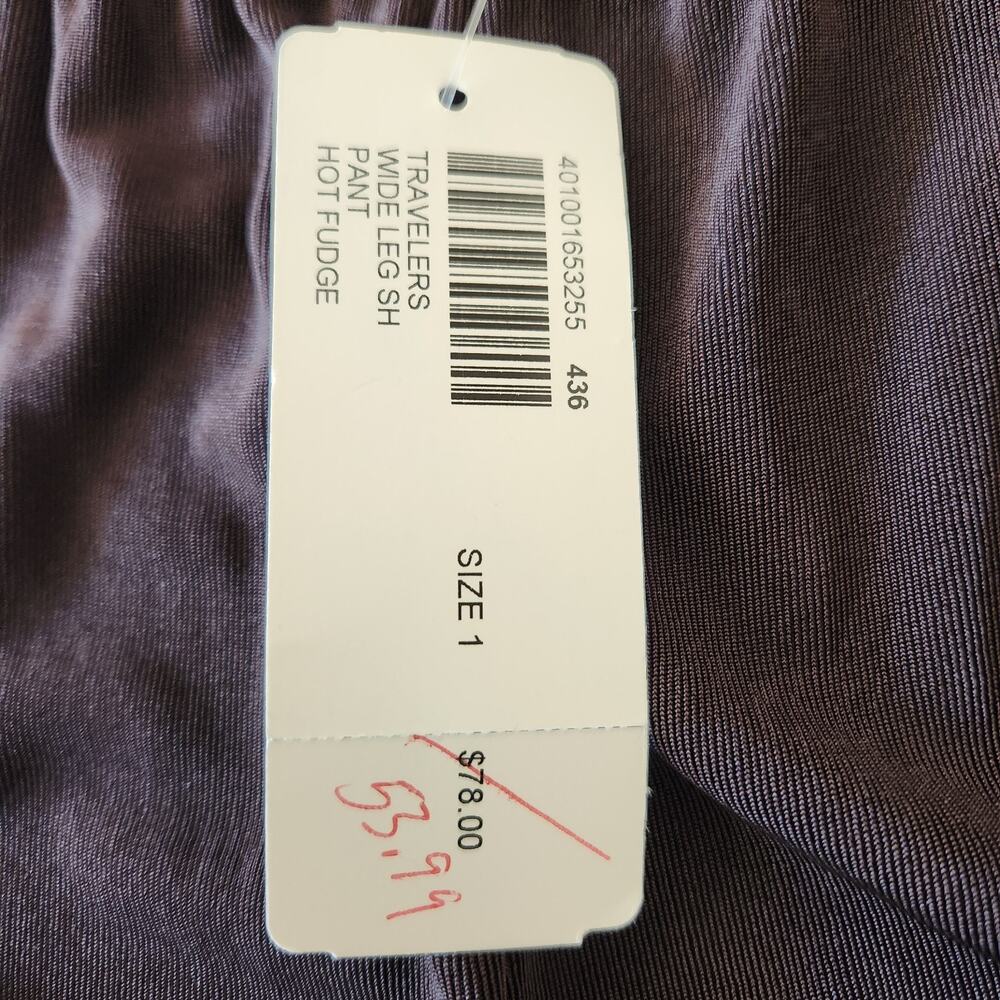 401001653255 436
TRAVELERS
WIDE LEG SH
PANT
HOT FUDGE
SIZE 1
$78.00
53.99